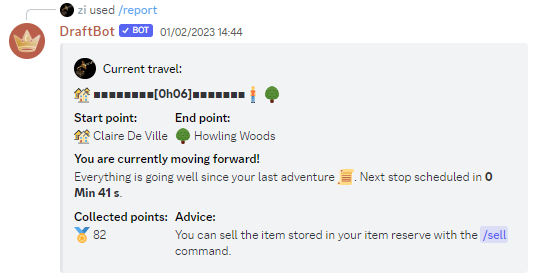 zi used /report
DraftBot ✔ BOT 01/02/2023 14:44
Current travel:
🏘️ ■■■■■■■■[0h06]■■■■■■■🧍🌳
Start point: End point:
🏘️ Claire De Ville 🌳 Howling Woods
You are currently moving forward!
Everything is going well since your last adventure 📜. Next stop scheduled in 0
Min 41 s.
Collected points: Advice:
🏅 82 You can sell the item stored in your item reserve with the /sell
command.